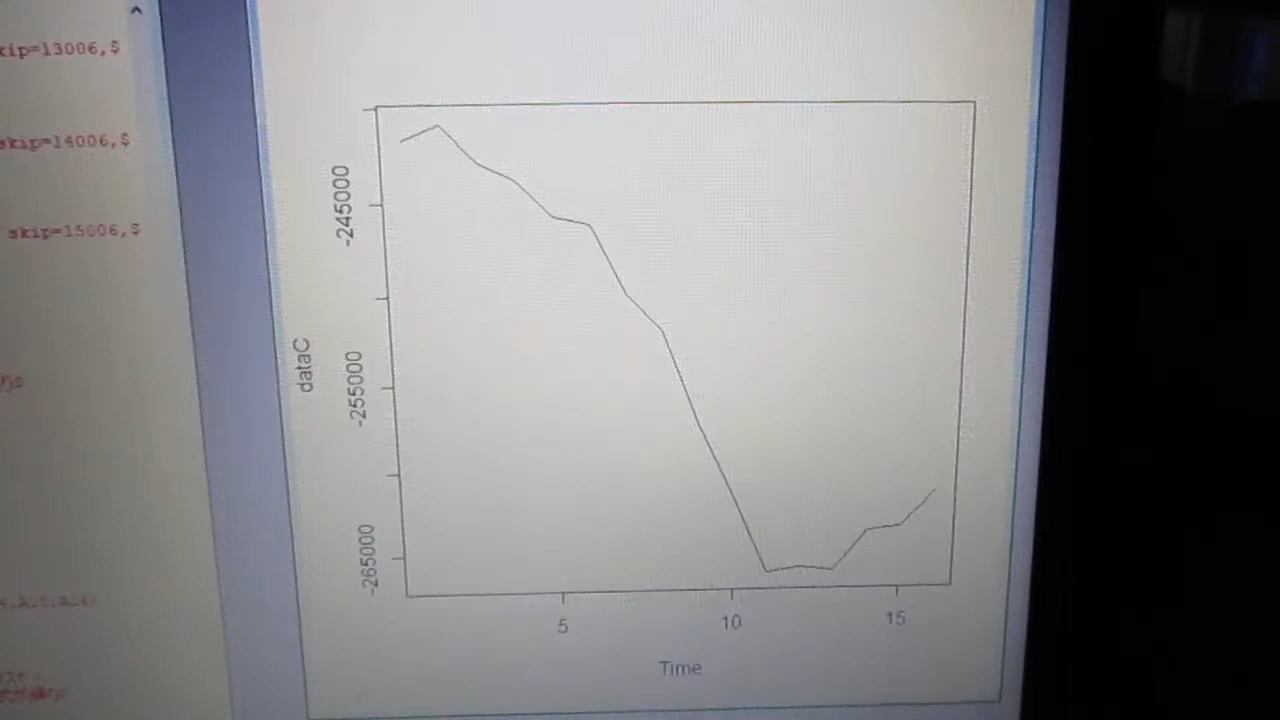 kip=13006,$
skip=14006,$
skip=15006,$
-245000
-255000
-265000
dataC
5
10
15
Time